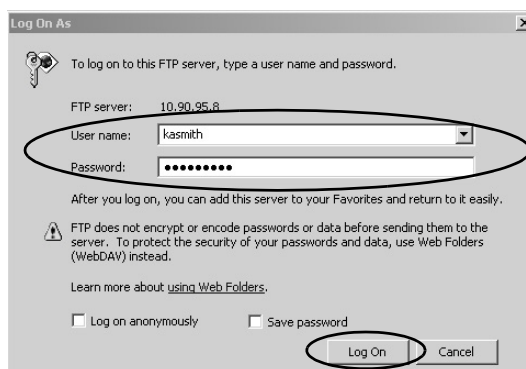 Log On As
To log on to this FTP server, type a user name and password.
FTP server: 10.90.95.8
User name: kasmith
Password: ●●●●●●●●●
After you log on, you can add this server to your Favorites and return to it easily.
FTP does not encrypt or encode passwords or data before sending them to the
server. To protect the security of your passwords and data, use Web Folders
(WebDAV) instead.
Learn more about using Web Folders.
Log on anonymously Save password
Log On Cancel